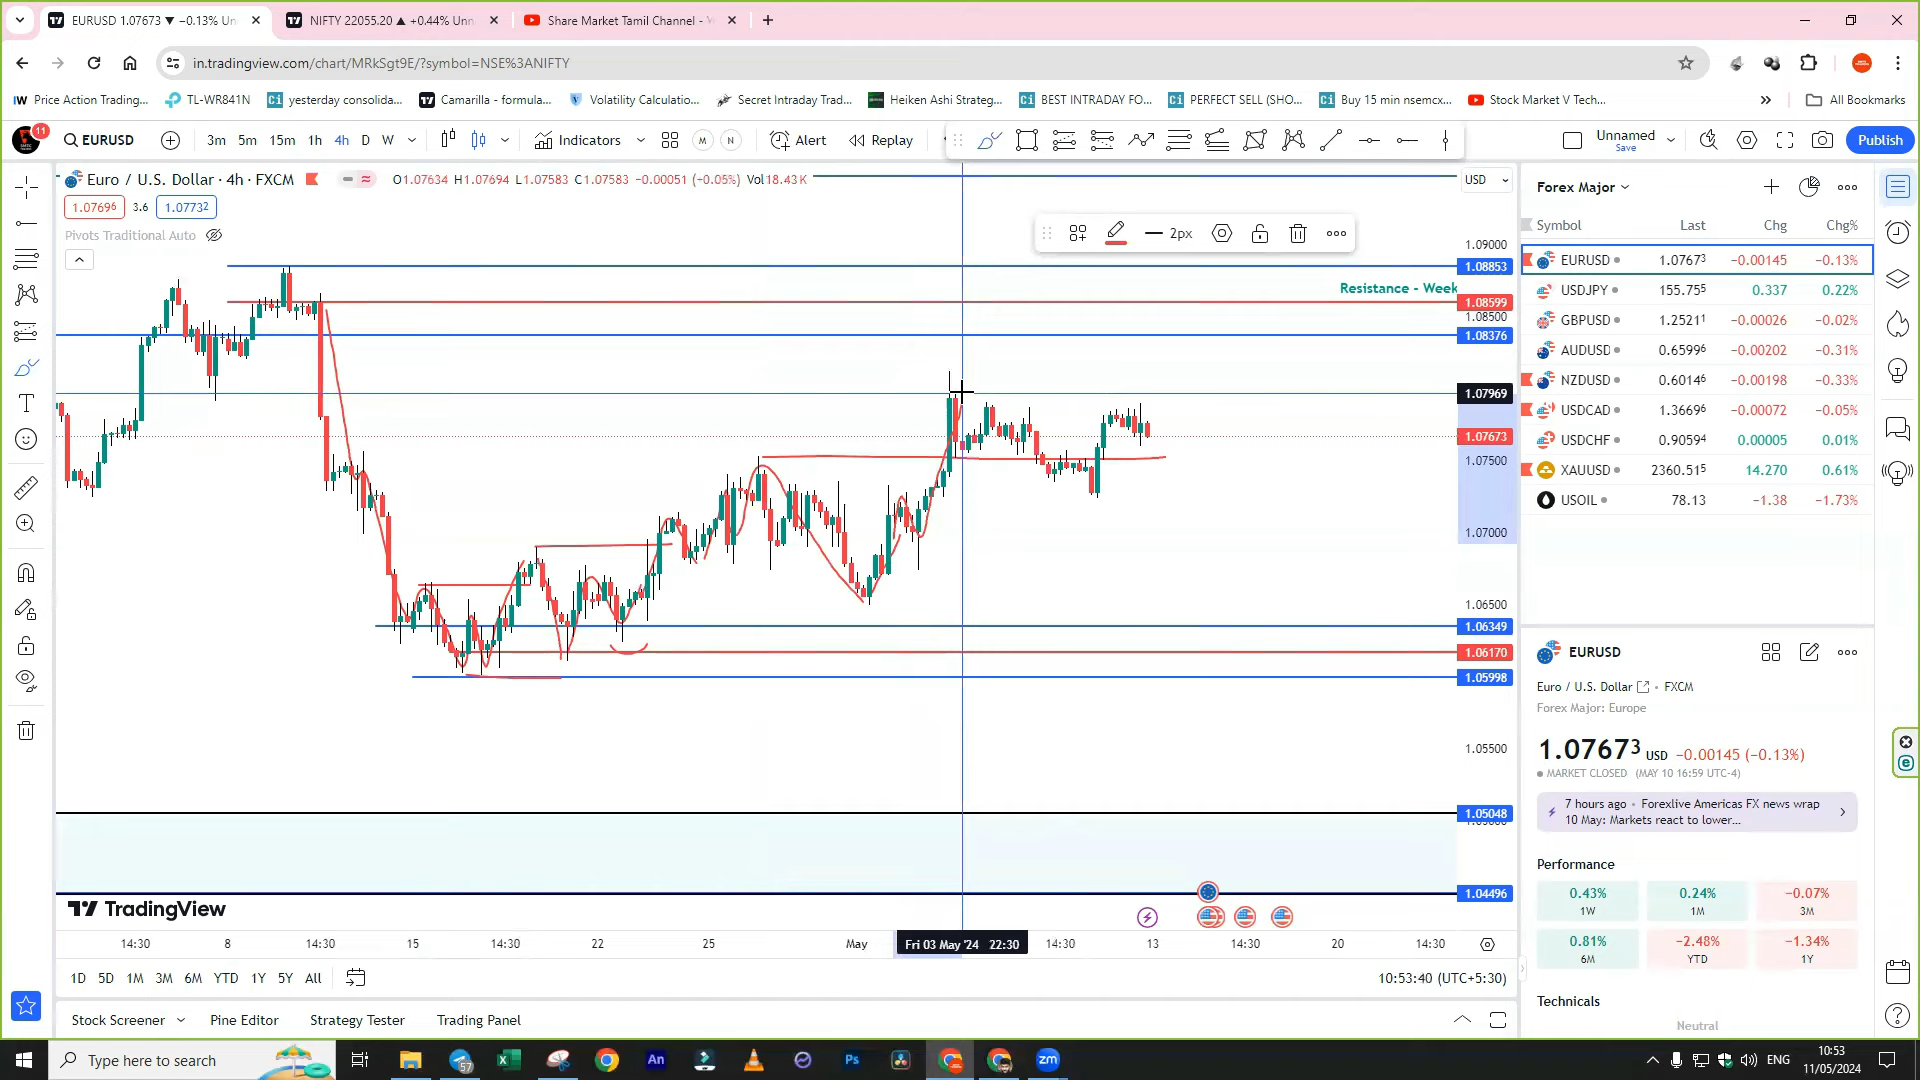 EURUSD 1.07673 ▼ −0.13% Un
NIFTY 22055.20 ▲ +0.44% Unn
Share Market Tamil Channel -
in.tradingview.com/chart/MRkSgt9E/?symbol=NSE%3ANIFTY
IW Price Action Trading...
TL-WR841N
yesterday consolida...
Camarilla - formula...
Volatility Calculatio...
Secret Intraday Trad...
Heiken Ashi Strateg...
BEST INTRADAY FO...
PERFECT SELL (SHO...
Buy 15 min nsemcx...
Stock Market V Tech...
All Bookmarks
11
EURUSD
3m 5m 15m 1h 4h D W
Indicators
M N
Alert
Replay
Unnamed
Save
Publish
Euro / U.S. Dollar · 4h · FXCM
O1.07634 H1.07694 L1.07583 C1.07583 −0.00051 (−0.05%) Vol18.43 K
USD
1.07696 3.6 1.07732
Pivots Traditional Auto
2px
Resistance - Week
1.09000
1.08853
1.08599
1.08500
1.08376
1.07969
1.07673
1.07500
1.07000
1.06500
1.06349
1.06170
1.05998
1.05500
1.05048
1.04496
TradingView
14:30 8 14:30 15 14:30 22 25 May Fri 03 May '24 22:30 14:30 13 14:30 20 14:30
1D 5D 1M 3M 6M YTD 1Y 5Y All
10:53:40 (UTC+5:30)
Stock Screener Pine Editor Strategy Tester Trading Panel
Forex Major
Symbol Last Chg Chg%
EURUSD 1.07673 −0.00145 −0.13%
USDJPY 155.755 0.337 0.22%
GBPUSD 1.25211 −0.00026 −0.02%
AUDUSD 0.65996 −0.00202 −0.31%
NZDUSD 0.60146 −0.00198 −0.33%
USDCAD 1.36696 −0.00072 −0.05%
USDCHF 0.90594 0.00005 0.01%
XAUUSD 2360.515 14.270 0.61%
USOIL 78.13 −1.38 −1.73%
EURUSD
Euro / U.S. Dollar • FXCM
Forex Major: Europe
1.07673 USD −0.00145 (−0.13%)
MARKET CLOSED (MAY 10 16:59 UTC-4)
7 hours ago • Forexlive Americas FX news wrap
10 May: Markets react to lower...
Performance
0.43% 0.24% −0.07%
1W 1M 3M
0.81% −2.48% −1.34%
6M YTD 1Y
Technicals
Neutral
Type here to search
57
An
Ps
zm
ENG
10:53
11/05/2024